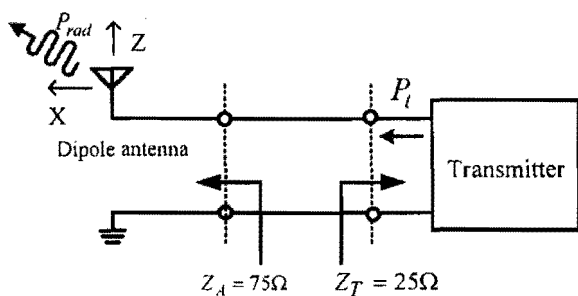 P_rad
Z
X
P_t
Dipole antenna
Transmitter
Z_A = 75Ω
Z_T = 25Ω